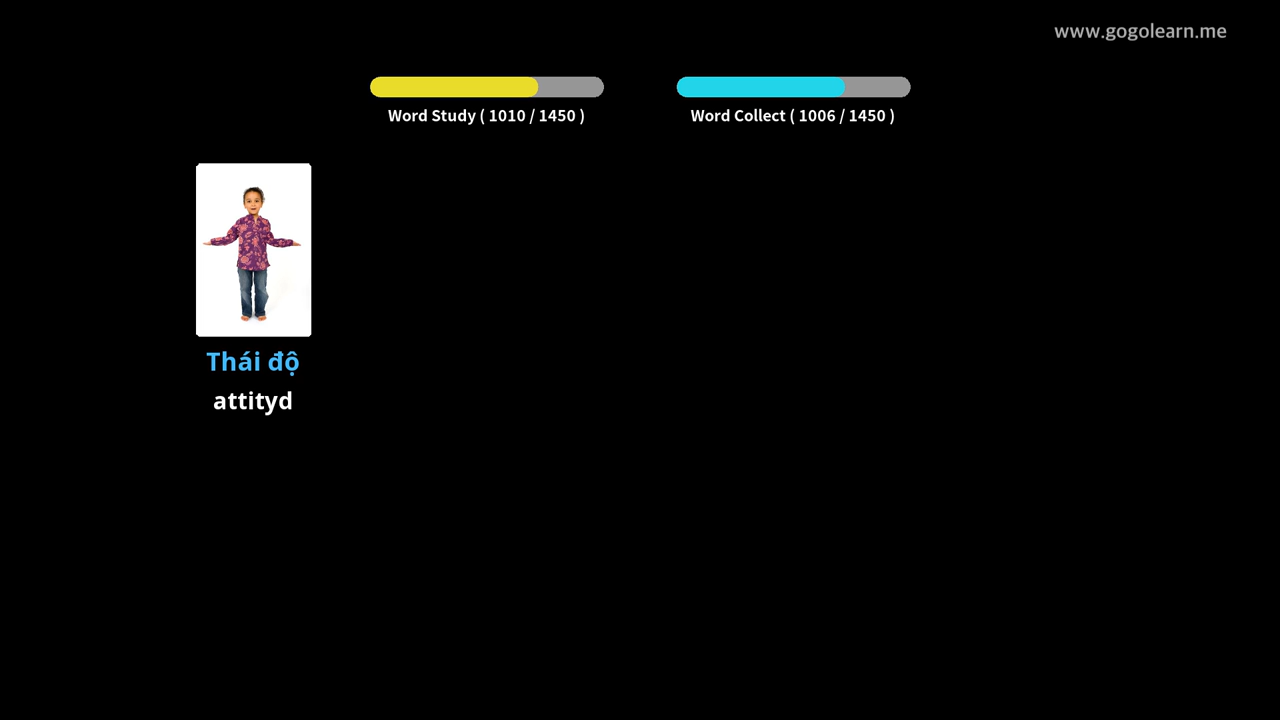 www.gogolearn.me
Word Study ( 1010 / 1450 )
Word Collect ( 1006 / 1450 )
Thái độ
attityd